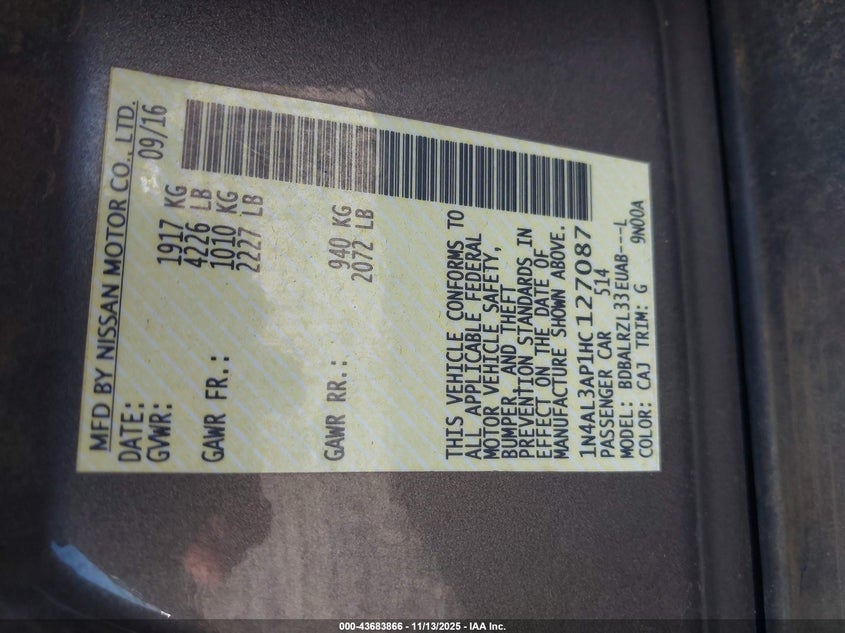 MFD BY NISSAN MOTOR CO., LTD.
DATE: 09/16
GVWR: 1917 KG
4226 LB
GAWR FR.: 1010 KG
2227 LB
GAWR RR.: 940 KG
2072 LB
THIS VEHICLE CONFORMS TO
ALL APPLICABLE FEDERAL
MOTOR VEHICLE SAFETY,
BUMPER, AND THEFT
PREVENTION STANDARDS IN
EFFECT ON THE DATE OF
MANUFACTURE SHOWN ABOVE.
1N4AL3AP1HC127087
PASSENGER CAR 514
MODEL: BDBALRZL33EUAB---L
COLOR: CAJ TRIM: G 9W00A
000-43683866 - 11/13/2025 - IAA Inc.